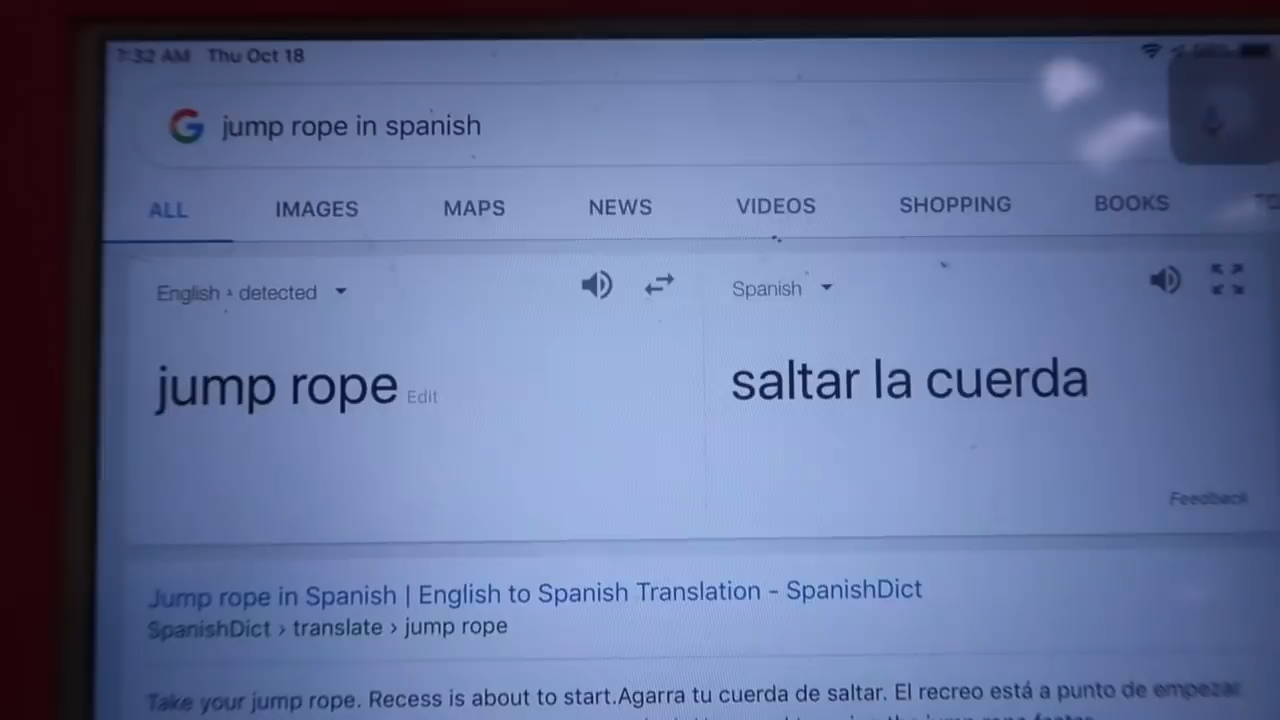 7:32 AM Thu Oct 18
jump rope in spanish
ALL IMAGES MAPS NEWS VIDEOS SHOPPING BOOKS
English - detected Spanish
jump rope Edit saltar la cuerda
Feedback
Jump rope in Spanish | English to Spanish Translation - SpanishDict
SpanishDict › translate › jump rope
Take your jump rope. Recess is about to start.Agarra tu cuerda de saltar. El recreo está a punto de empezar